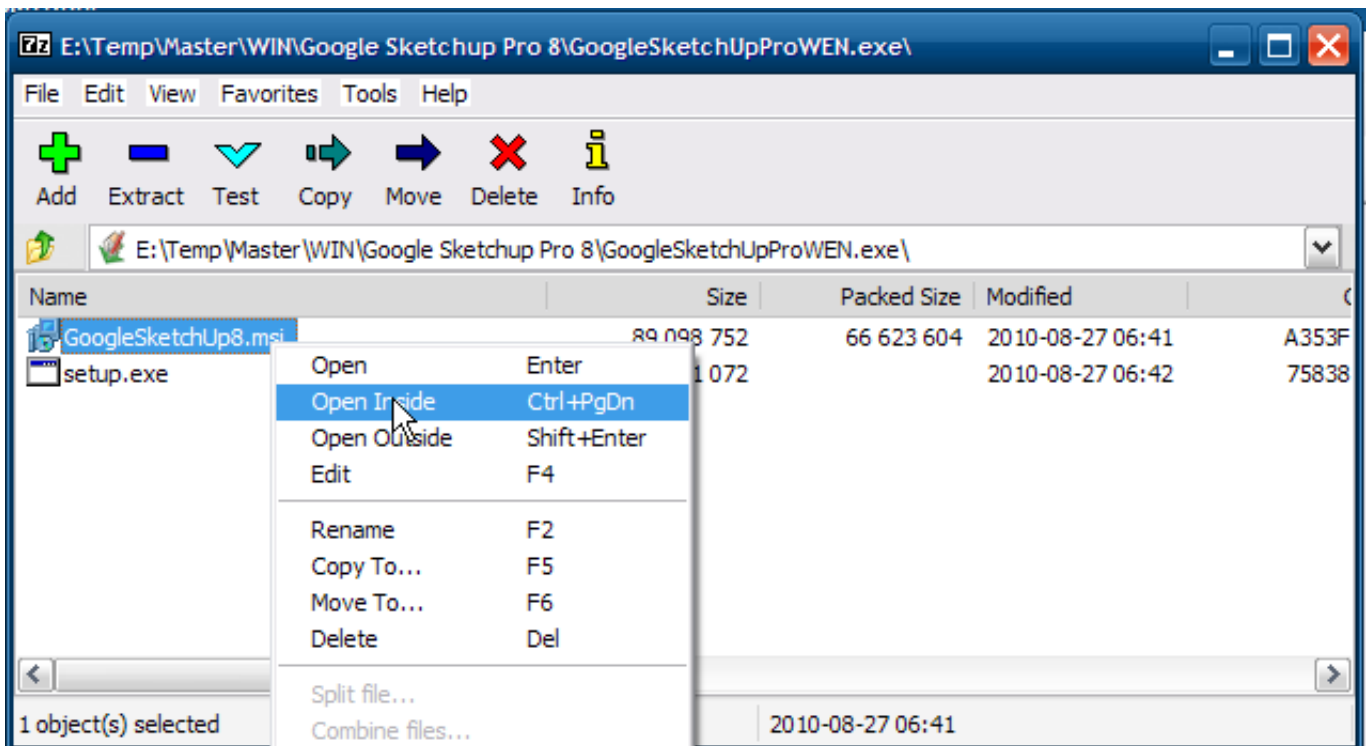 7z E:\Temp\Master\WIN\Google Sketchup Pro 8\GoogleSketchUpProWEN.exe\
File Edit View Favorites Tools Help
Add Extract Test Copy Move Delete Info
E:\Temp\Master\WIN\Google Sketchup Pro 8\GoogleSketchUpProWEN.exe\
Name Size Packed Size Modified
GoogleSketchUp8.msi 89 098 752 66 623 604 2010-08-27 06:41 A353F
setup.exe 1 072 2010-08-27 06:42 75838
Open Enter
Open Inside Ctrl+PgDn
Open Outside Shift+Enter
Edit F4
Rename F2
Copy To... F5
Move To... F6
Delete Del
Split file...
Combine files...
1 object(s) selected 2010-08-27 06:41